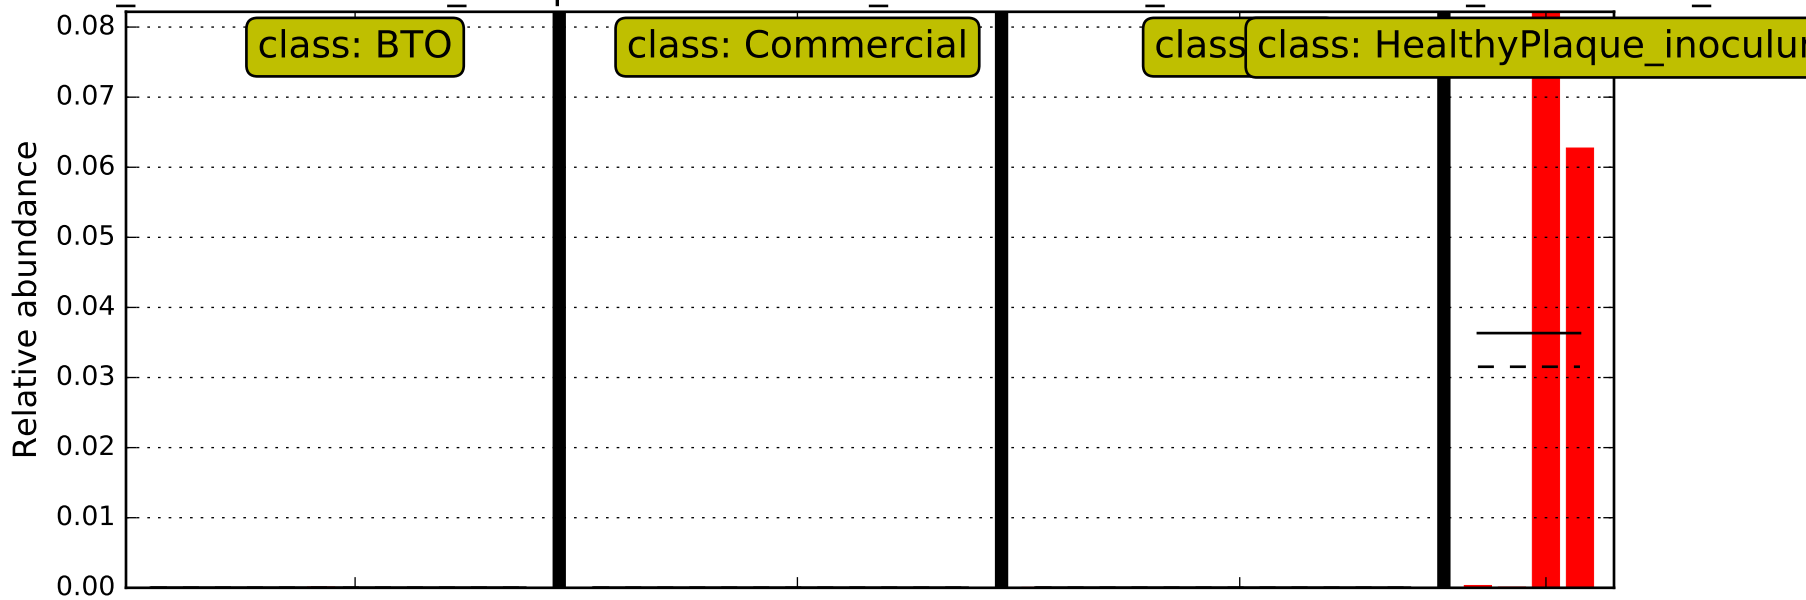 0.08
class: BTO
class: Commercial
class
class: HealthyPlaque_inoculu
0.07
0.06
0.05
0.04
0.03
0.02
0.01
0.00
Relative abundance